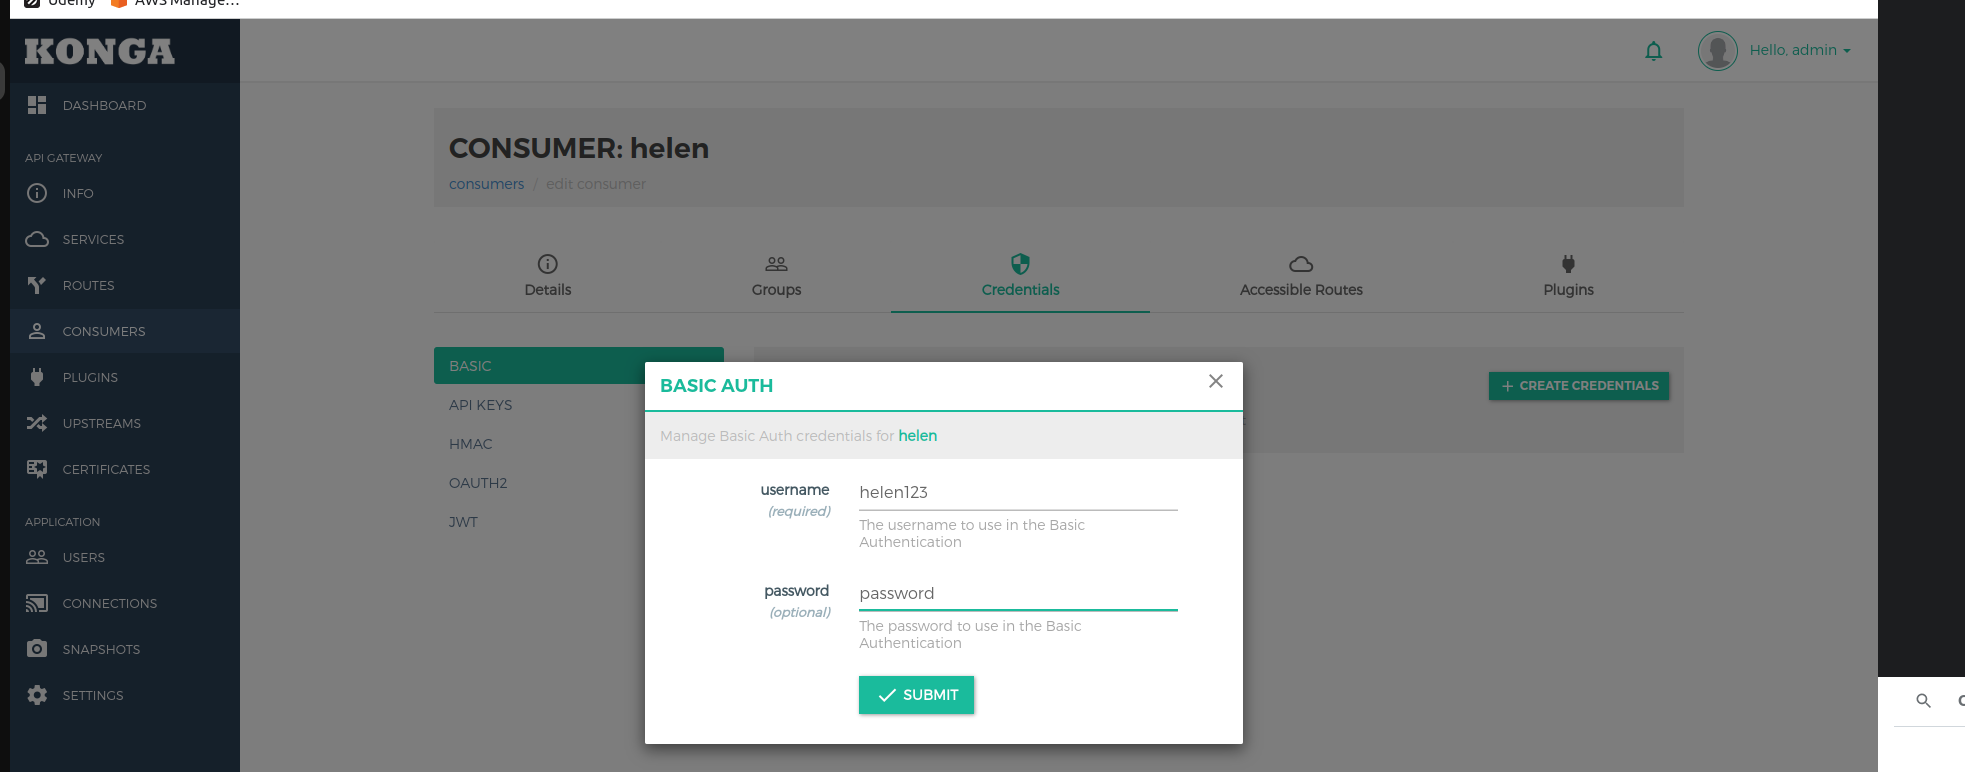 Udemy AWS Manage...
KONGA
Hello, admin
DASHBOARD
API GATEWAY
INFO
SERVICES
ROUTES
CONSUMERS
PLUGINS
UPSTREAMS
CERTIFICATES
APPLICATION
USERS
CONNECTIONS
SNAPSHOTS
SETTINGS
CONSUMER: helen
consumers / edit consumer
Details
Groups
Credentials
Accessible Routes
Plugins
BASIC
API KEYS
HMAC
OAUTH2
JWT
+ CREATE CREDENTIALS
BASIC AUTH
Manage Basic Auth credentials for helen
username
(required)
helen123
The username to use in the Basic
Authentication
password
(optional)
password
The password to use in the Basic
Authentication
SUBMIT